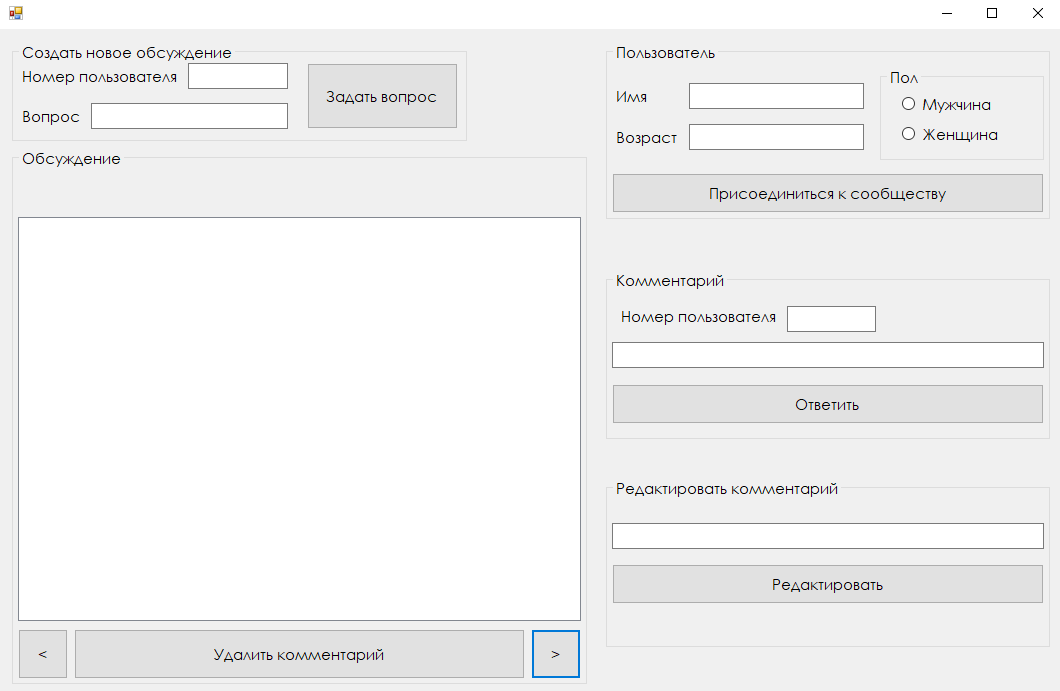 Создать новое обсуждение
Номер пользователя
Задать вопрос
Вопрос
Обсуждение
<
Удалить комментарий
>
Пользователь
Имя
Возраст
Пол
Мужчина
Женщина
Присоединиться к сообществу
Комментарий
Номер пользователя
Ответить
Редактировать комментарий
Редактировать